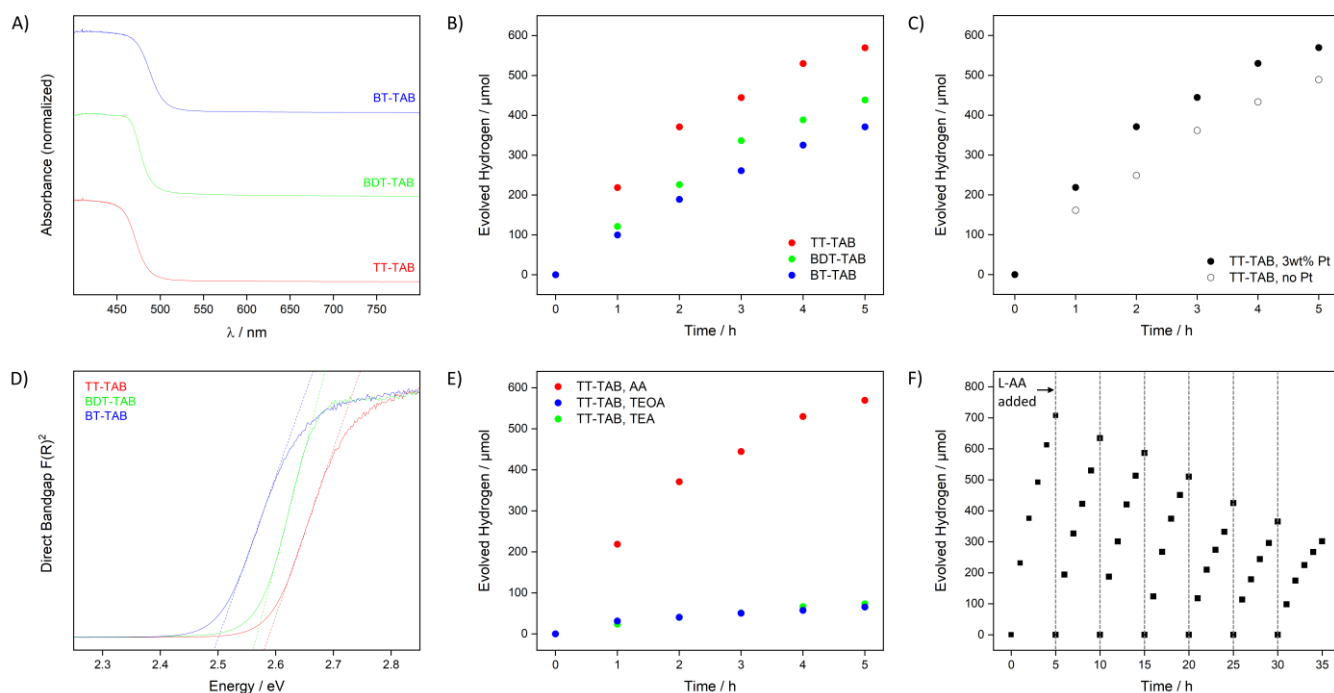 A)
Absorbance (normalized)
BT-TAB
BDT-TAB
TT-TAB
450 500 550 600 650 700 750
λ / nm
B)
Evolved Hydrogen / μmol
600
500
400
300
200
100
0
TT-TAB
BDT-TAB
BT-TAB
0 1 2 3 4 5
Time / h
C)
Evolved Hydrogen / μmol
600
500
400
300
200
100
0
TT-TAB, 3wt% Pt
TT-TAB, no Pt
0 1 2 3 4 5
Time / h
D)
Direct Bandgap F(R)²
TT-TAB
BDT-TAB
BT-TAB
2.3 2.4 2.5 2.6 2.7 2.8
Energy / eV
E)
Evolved Hydrogen / μmol
600
500
400
300
200
100
0
TT-TAB, AA
TT-TAB, TEOA
TT-TAB, TEA
0 1 2 3 4 5
Time / h
F)
Evolved Hydrogen / μmol
800
700
600
500
400
300
200
100
0
L-AA
added
0 5 10 15 20 25 30 35
Time / h